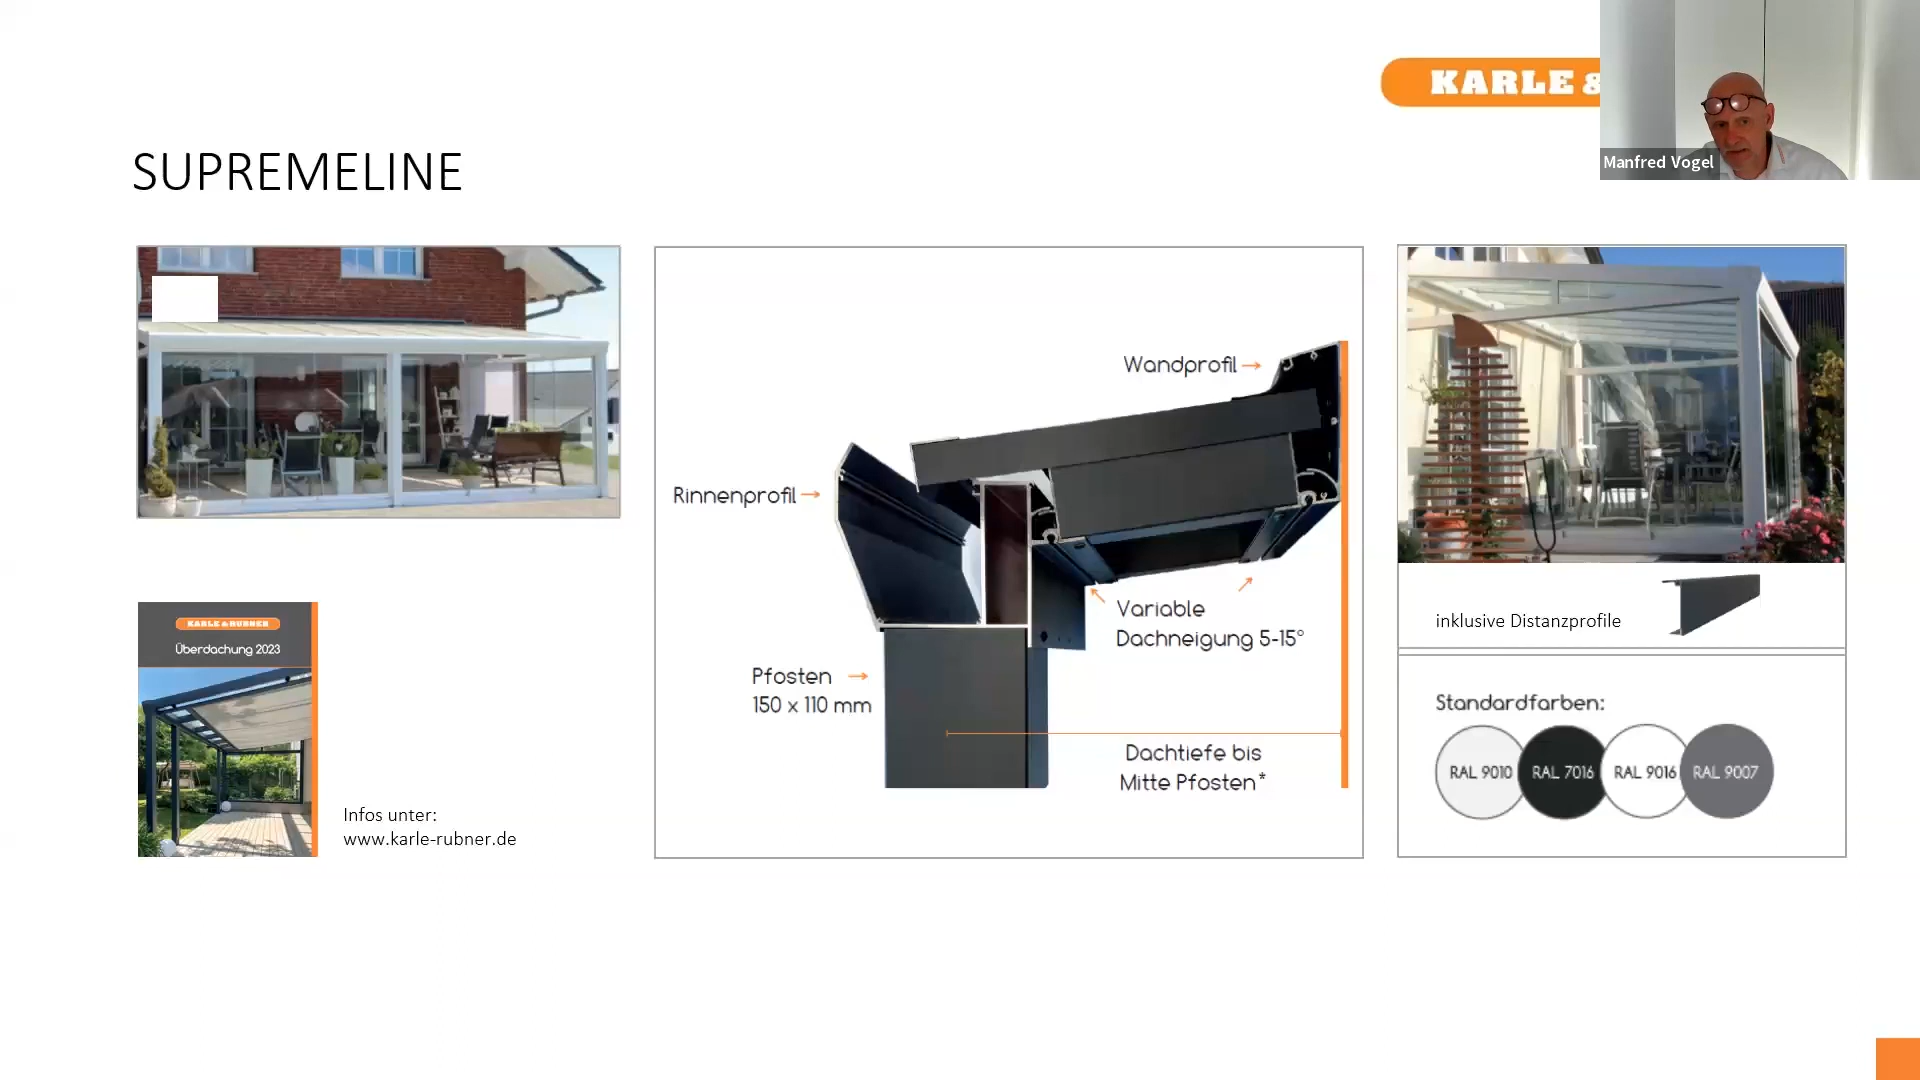 KARLE &
Manfred Vogel
SUPREMELINE
Wandprofil
Rinnenprofil
Variable
Dachneigung 5-15°
Pfosten
150 x 110 mm
Dachtiefe bis
Mitte Pfosten*
inklusive Distanzprofile
Standardfarben:
RAL 9010 RAL 7016 RAL 9016 RAL 9007
KARLE & RUBNER
Überdachung 2023
Infos unter:
www.karle-rubner.de